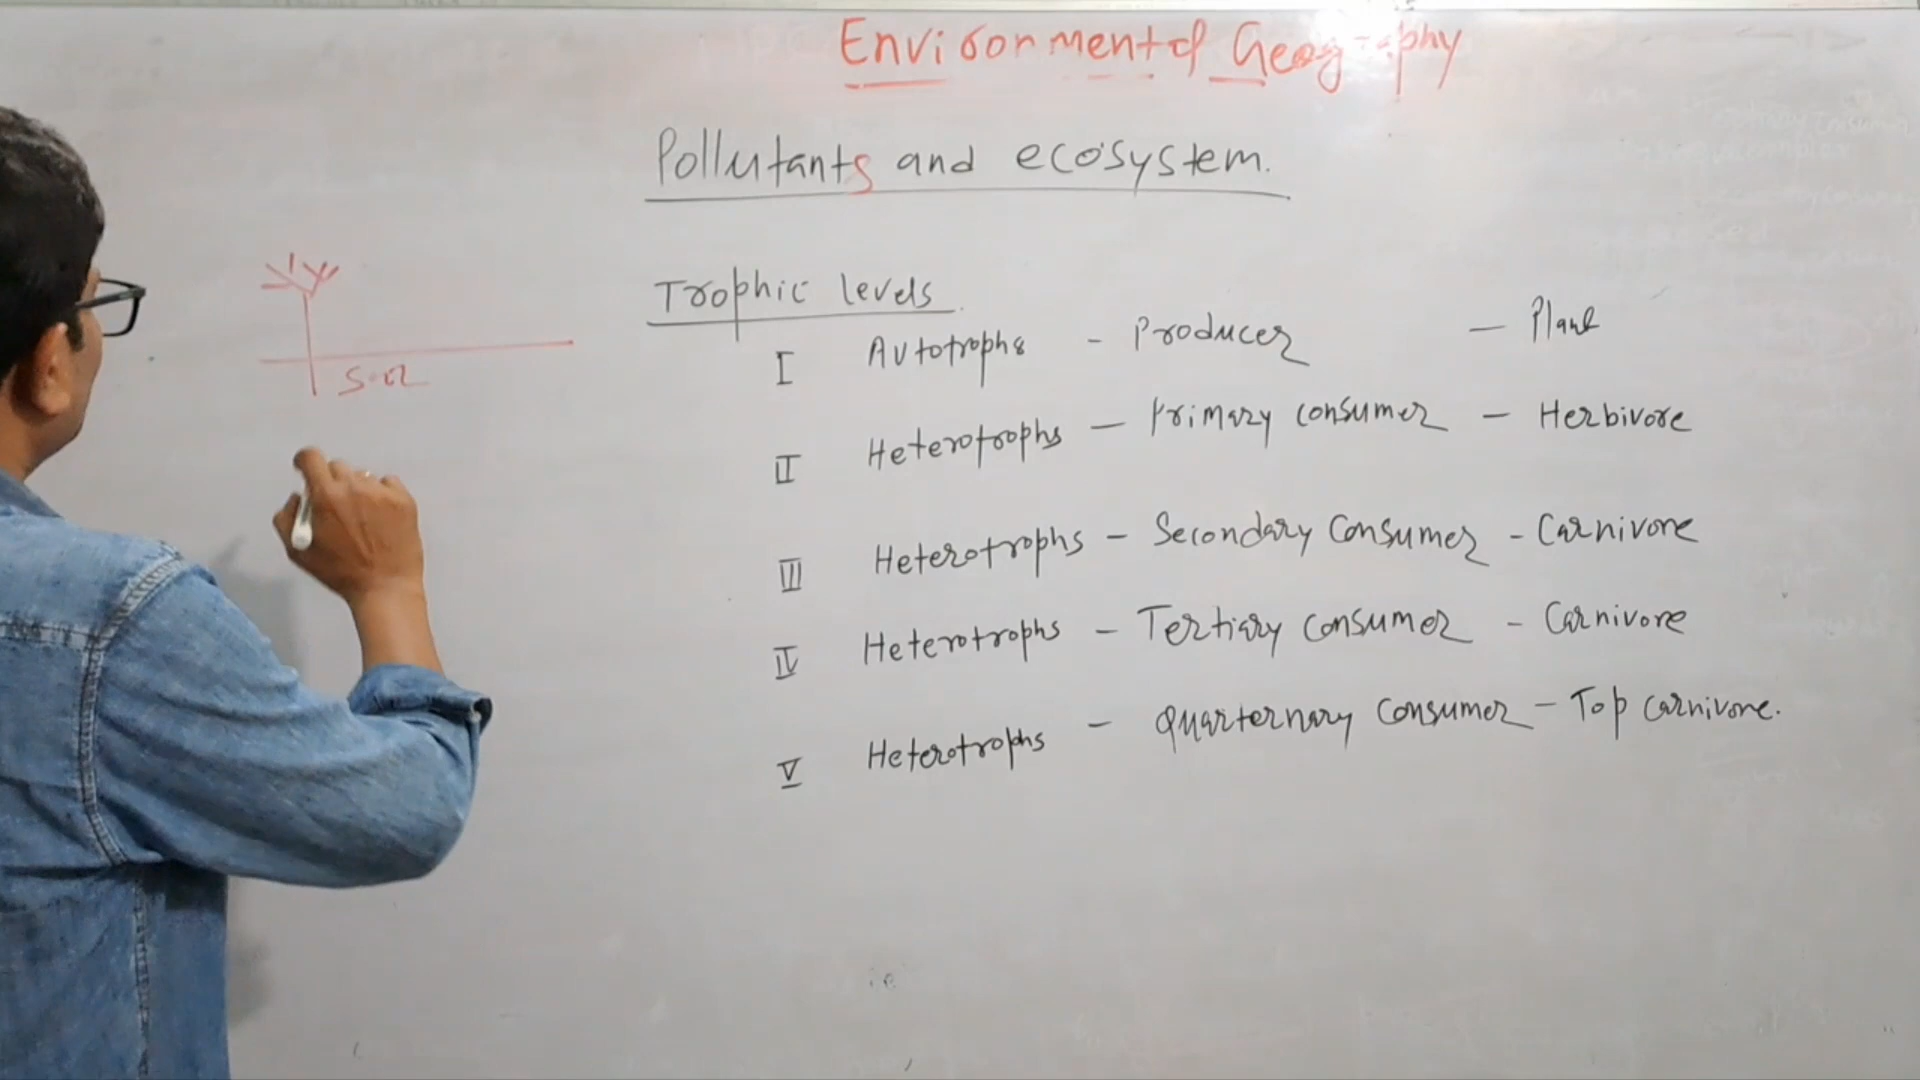 Environmental Geography
Pollutants and ecosystem.
Trophic levels
I Autotrophs - Producer - Plant
Soil
II Heterotrophs - Primary consumer - Herbivore
III Heterotrophs - Secondary Consumer - Carnivore
IV Heterotrophs - Tertiary consumer - Carnivore
V Heterotrophs - Quarternary consumer - Top carnivore.